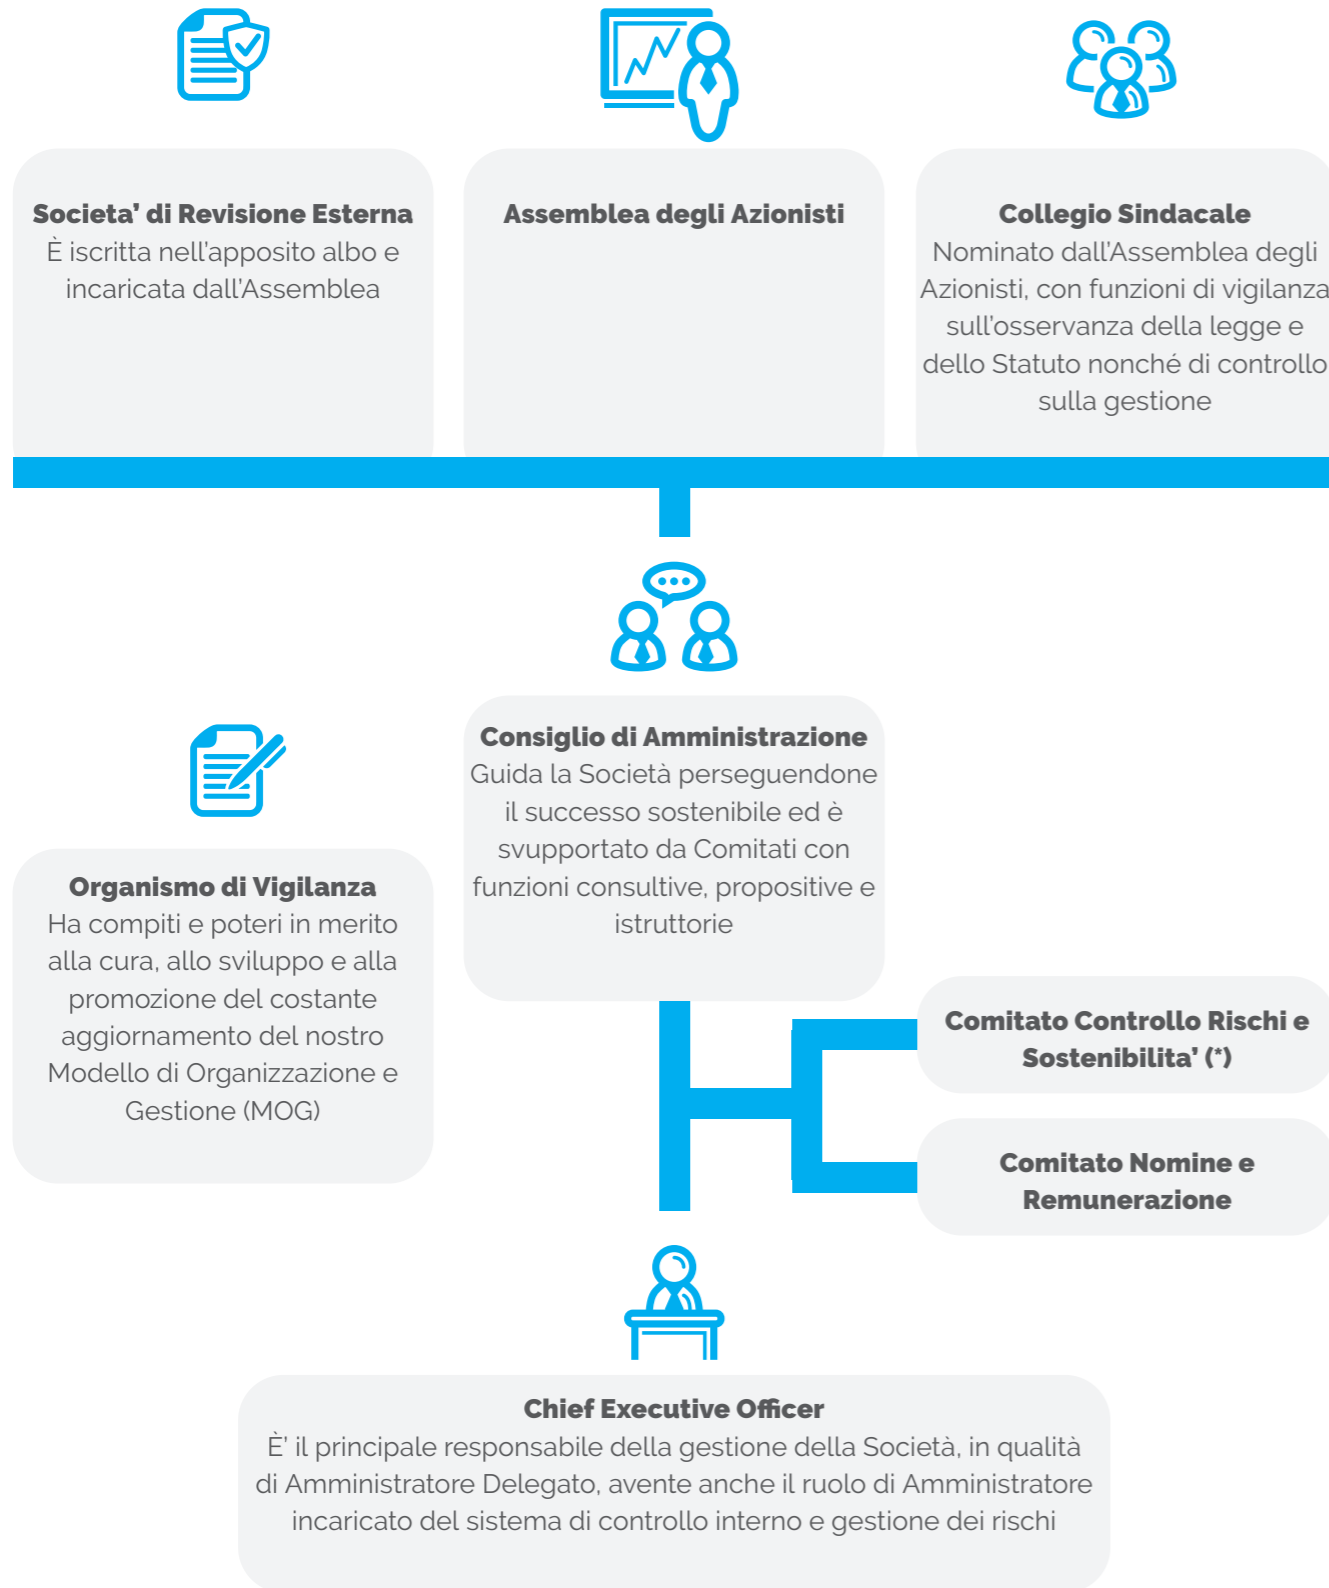 Societa’ di Revisione Esterna
È iscritta nell’apposito albo e
incaricata dall’Assemblea
Assemblea degli Azionisti
Collegio Sindacale
Nominato dall’Assemblea degli
Azionisti, con funzioni di vigilanza
sull’osservanza della legge e
dello Statuto nonché di controllo
sulla gestione
Consiglio di Amministrazione
Guida la Società perseguendone
il successo sostenibile ed è
svupportato da Comitati con
funzioni consultive, propositive e
istruttorie
Organismo di Vigilanza
Ha compiti e poteri in merito
alla cura, allo sviluppo e alla
promozione del costante
aggiornamento del nostro
Modello di Organizzazione e
Gestione (MOG)
Comitato Controllo Rischi e
Sostenibilita’ (*)
Comitato Nomine e
Remunerazione
Chief Executive Officer
È’ il principale responsabile della gestione della Società, in qualità
di Amministratore Delegato, avente anche il ruolo di Amministratore
incaricato del sistema di controllo interno e gestione dei rischi